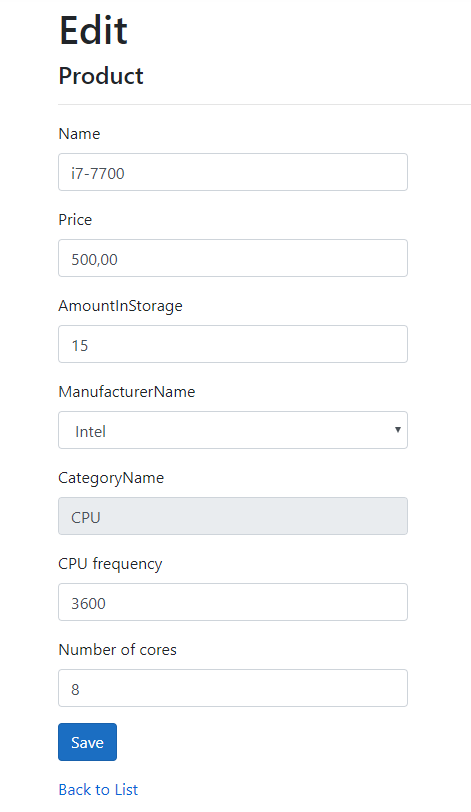 Edit
Product
Name
i7-7700
Price
500,00
AmountInStorage
15
ManufacturerName
Intel
CategoryName
CPU
CPU frequency
3600
Number of cores
8
Save
Back to List